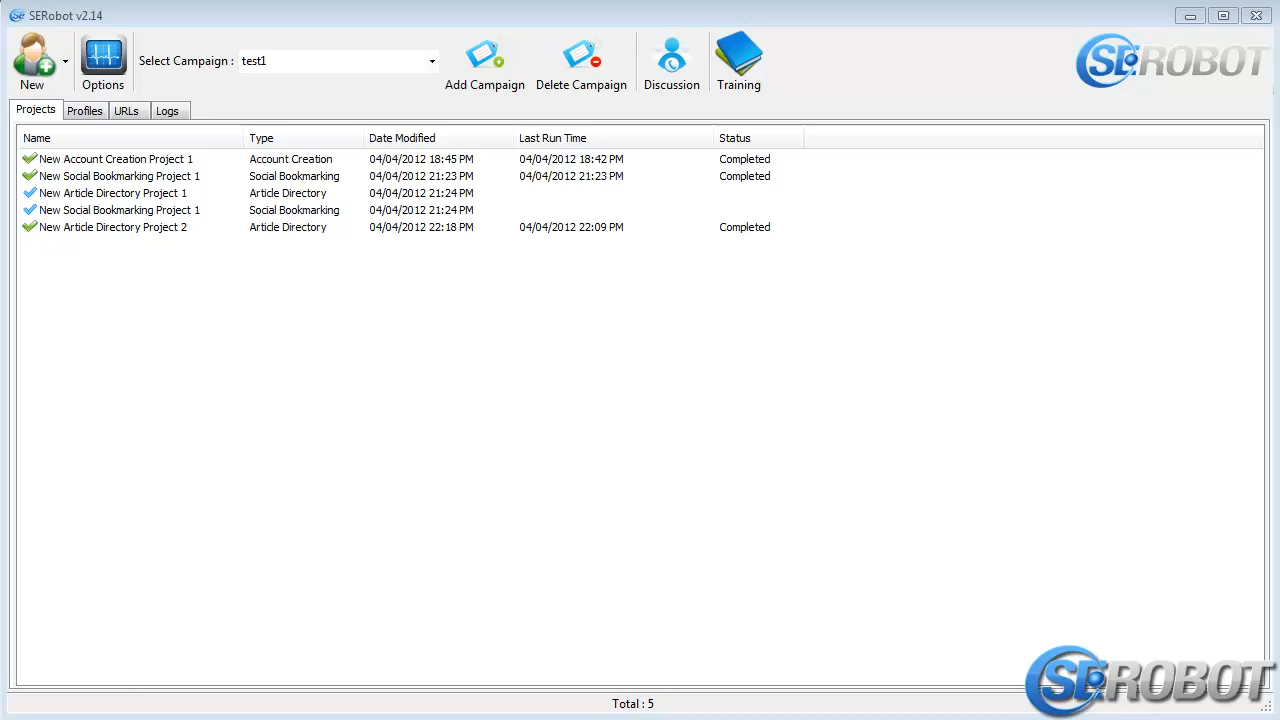 SERobot v2.14
New
Options
Select Campaign : test1
Add Campaign
Delete Campaign
Discussion
Training
SEROBOT
Projects Profiles URLs Logs
Name Type Date Modified Last Run Time Status
New Account Creation Project 1 Account Creation 04/04/2012 18:45 PM 04/04/2012 18:42 PM Completed
New Social Bookmarking Project 1 Social Bookmarking 04/04/2012 21:23 PM 04/04/2012 21:23 PM Completed
New Article Directory Project 1 Article Directory 04/04/2012 21:24 PM
New Social Bookmarking Project 1 Social Bookmarking 04/04/2012 21:24 PM
New Article Directory Project 2 Article Directory 04/04/2012 22:18 PM 04/04/2012 22:09 PM Completed
SEROBOT
Total : 5